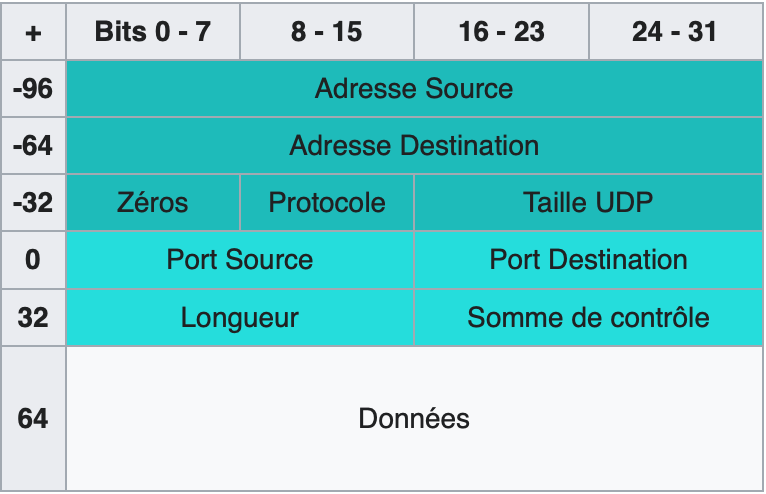 + Bits 0 - 7 8 - 15 16 - 23 24 - 31
-96 Adresse Source
-64 Adresse Destination
-32 Zéros Protocole Taille UDP
0 Port Source Port Destination
32 Longueur Somme de contrôle
64 Données